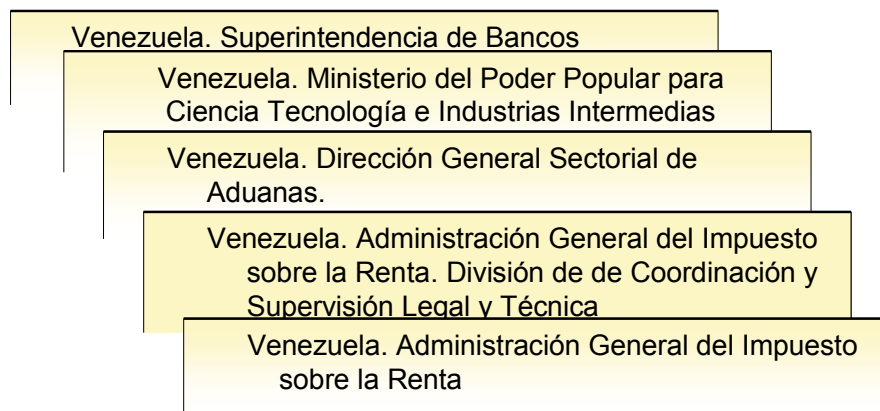 Venezuela. Superintendencia de Bancos
Venezuela. Ministerio del Poder Popular para
Ciencia Tecnología e Industrias Intermedias
Venezuela. Dirección General Sectorial de
Aduanas.
Venezuela. Administración General del Impuesto
sobre la Renta. División de de Coordinación y
Supervisión Legal y Técnica
Venezuela. Administración General del Impuesto
sobre la Renta